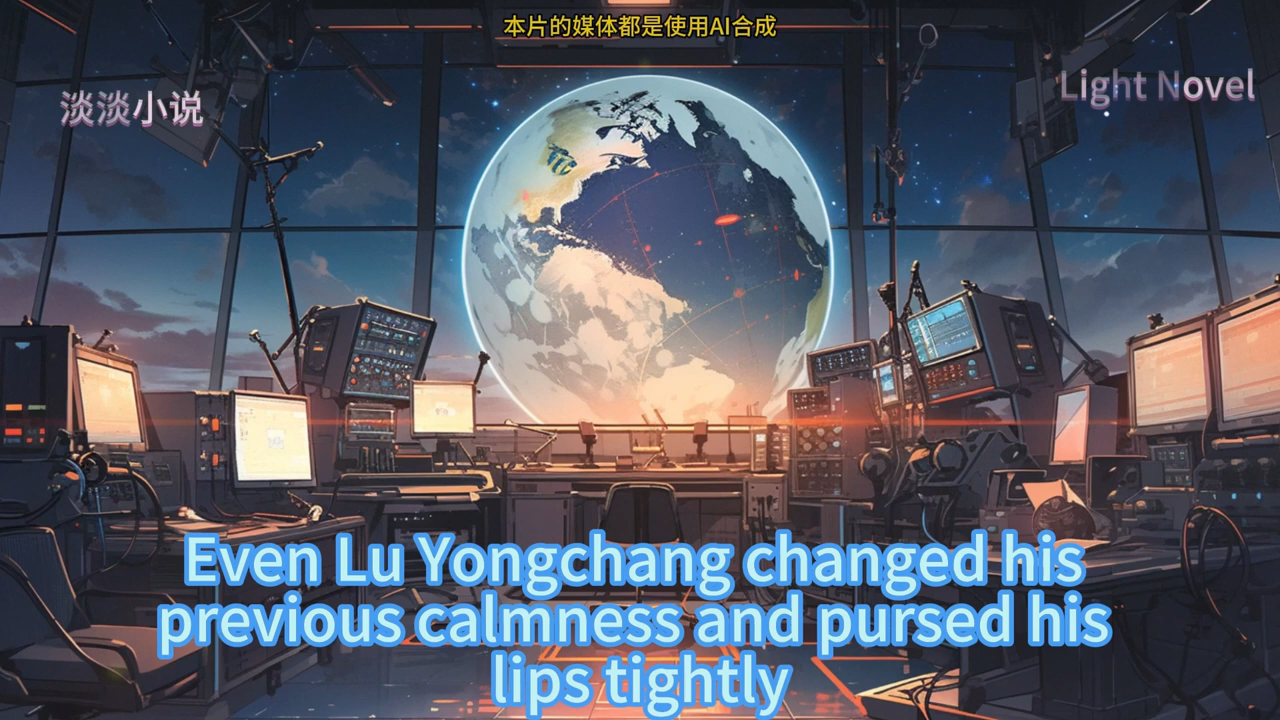 本片的媒体都是使用AI合成
淡淡小说
Light Novel
Even Lu Yongchang changed his
previous calmness and pursed his
lips tightly